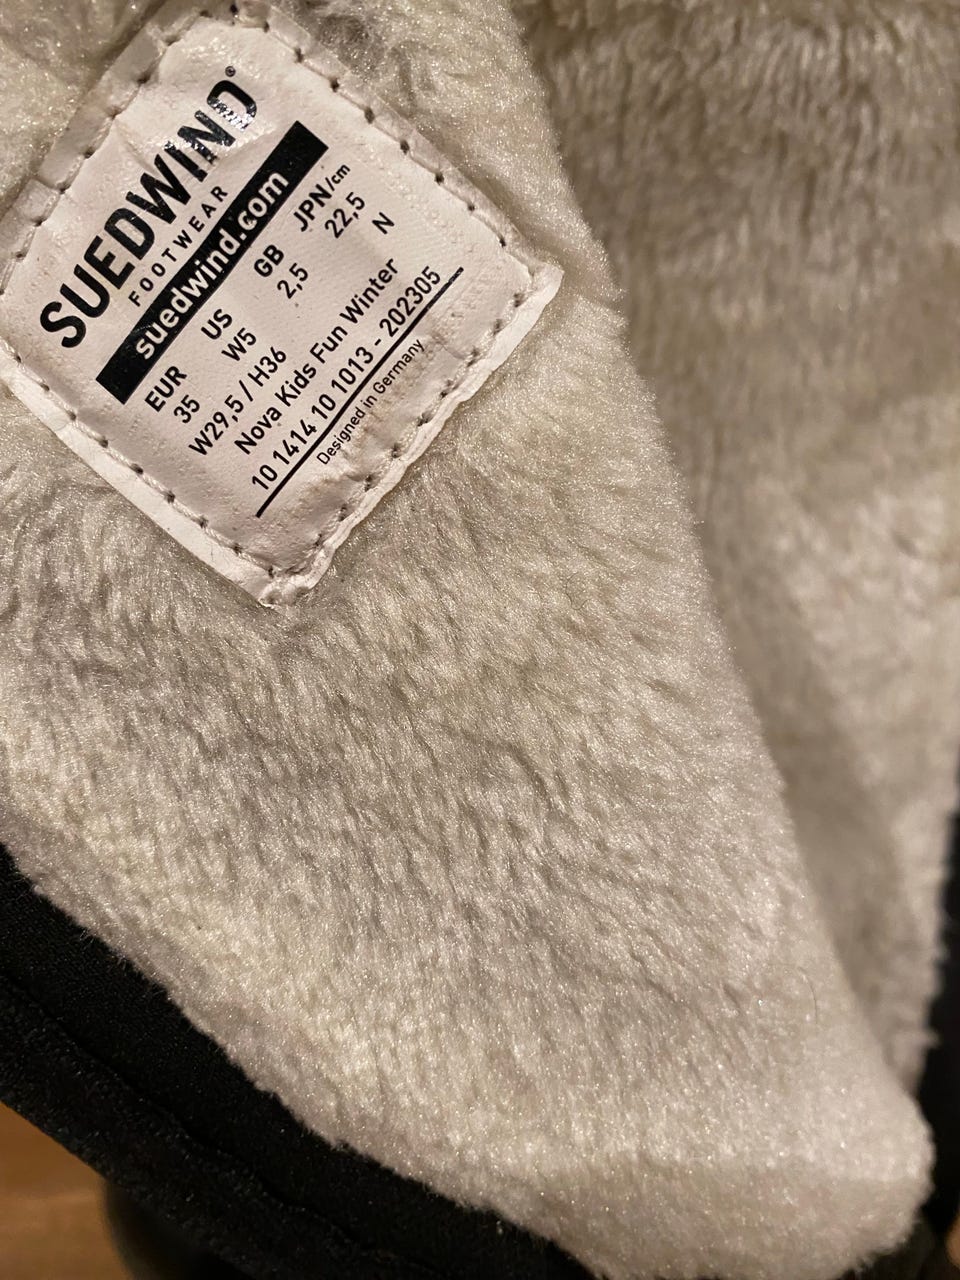 SUEDWIND®
FOOTWEAR
suedwind.com
EUR US GB JPN/cm
35 W5 2,5 22,5
W29,5 / H36 N
Nova Kids Fun Winter
10 1414 10 1013 - 202305
Designed in Germany